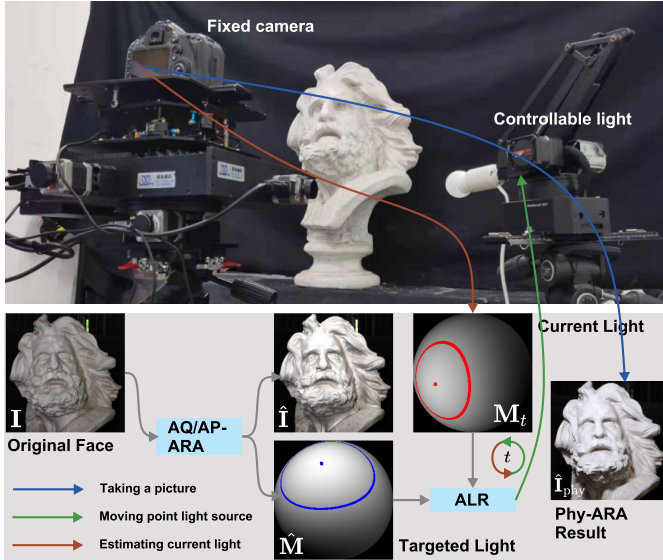 Fixed camera
Controllable light
Current Light
I
Original Face
AQ/AP-
ARA
Î
M̂
M_t
t
ALR
Targeted Light
Î_phy
Phy-ARA
Result
Taking a picture
Moving point light source
Estimating current light